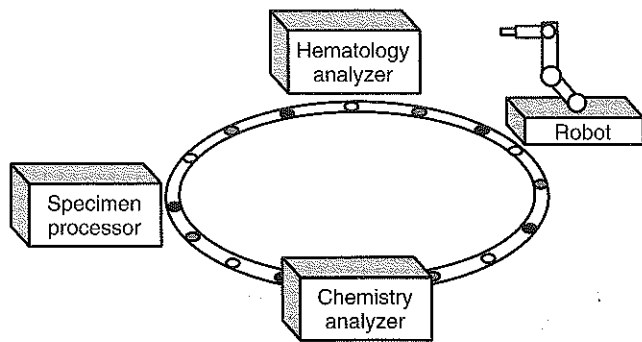 Hematology
analyzer
Robot
Specimen
processor
Chemistry
analyzer